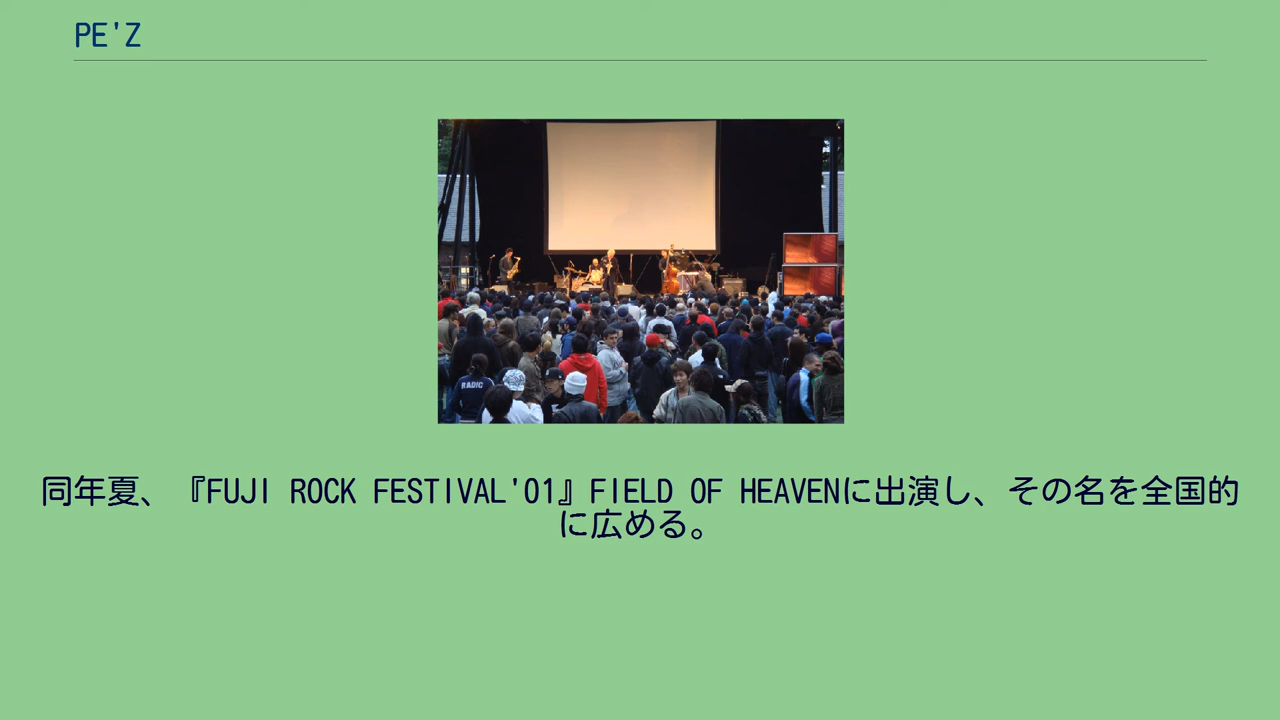 PE'Z
RADIC
同年夏、『FUJI ROCK FESTIVAL'01』FIELD OF HEAVENに出演し、その名を全国的
に広める。